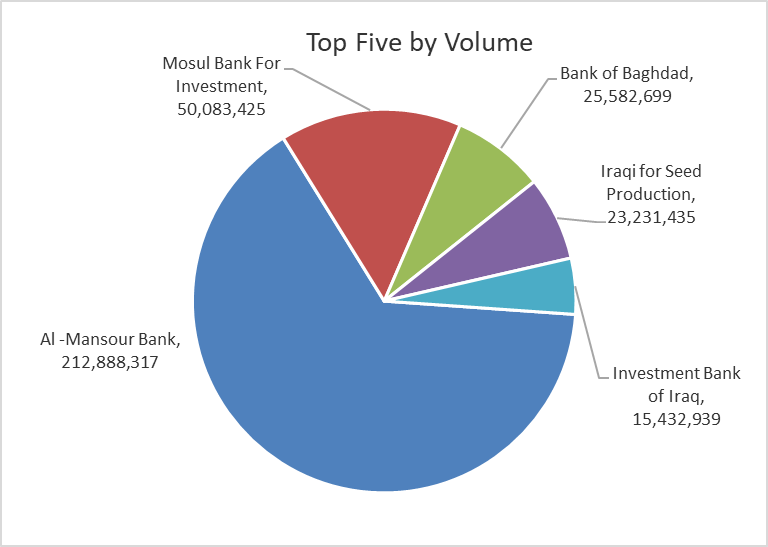 Top Five by Volume
Mosul Bank For
Investment,
50,083,425
Bank of Baghdad,
25,582,699
Iraqi for Seed
Production,
23,231,435
Al -Mansour Bank,
212,888,317
Investment Bank
of Iraq,
15,432,939